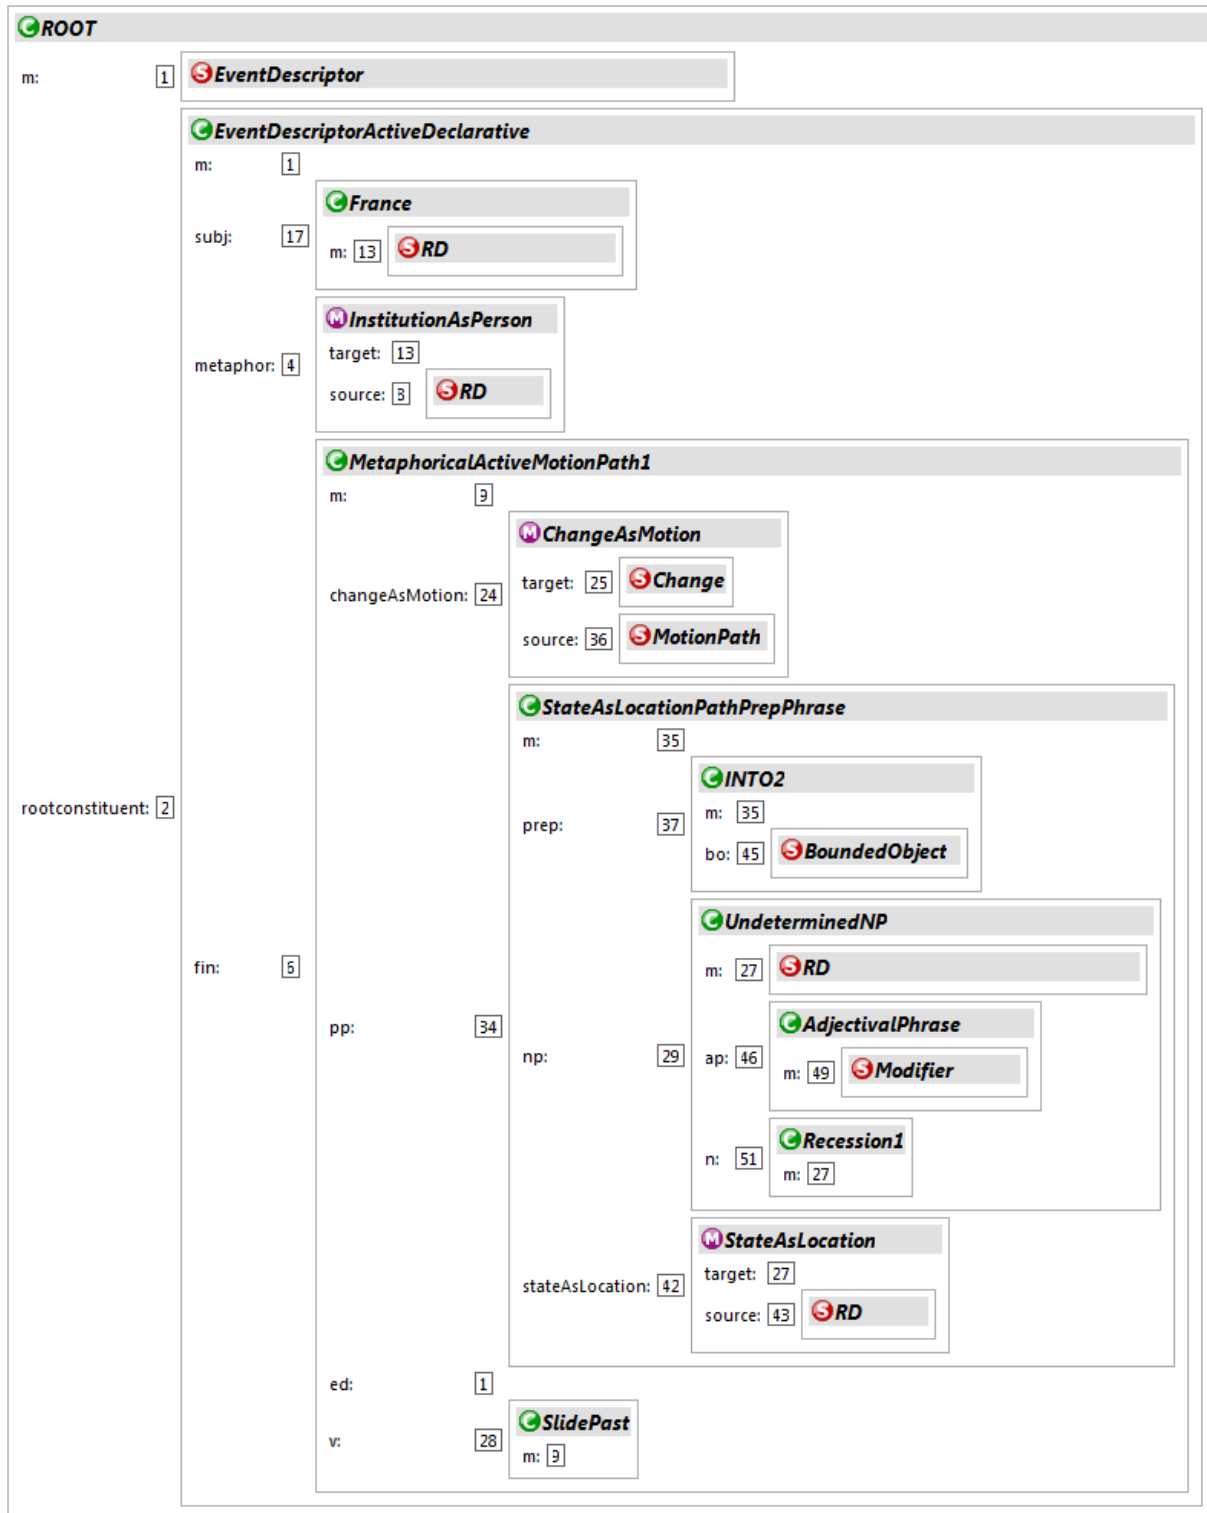 C ROOT
m: 1 S EventDescriptor
C EventDescriptorActiveDeclarative
m: 1
C France
subj: 17
m: 13 S RD
M InstitutionAsPerson
target: 13
metaphor: 4
source: 8 S RD
C MetaphoricalActiveMotionPath1
m: 9
M ChangeAsMotion
target: 25 S Change
changeAsMotion: 24
source: 36 S MotionPath
C StateAsLocationPathPrepPhrase
m: 35
C INTO2
m: 35
prep: 37
bo: 45 S BoundedObject
rootconstituent: 2
C UndeterminedNP
fin: 6
m: 27 S RD
C AdjectivalPhrase
pp: 34
np: 29
ap: 46
m: 49 S Modifier
C Recession1
n: 51
m: 27
M StateAsLocation
target: 27
stateAsLocation: 42
source: 43 S RD
ed: 1
C SlidePast
v: 28
m: 9